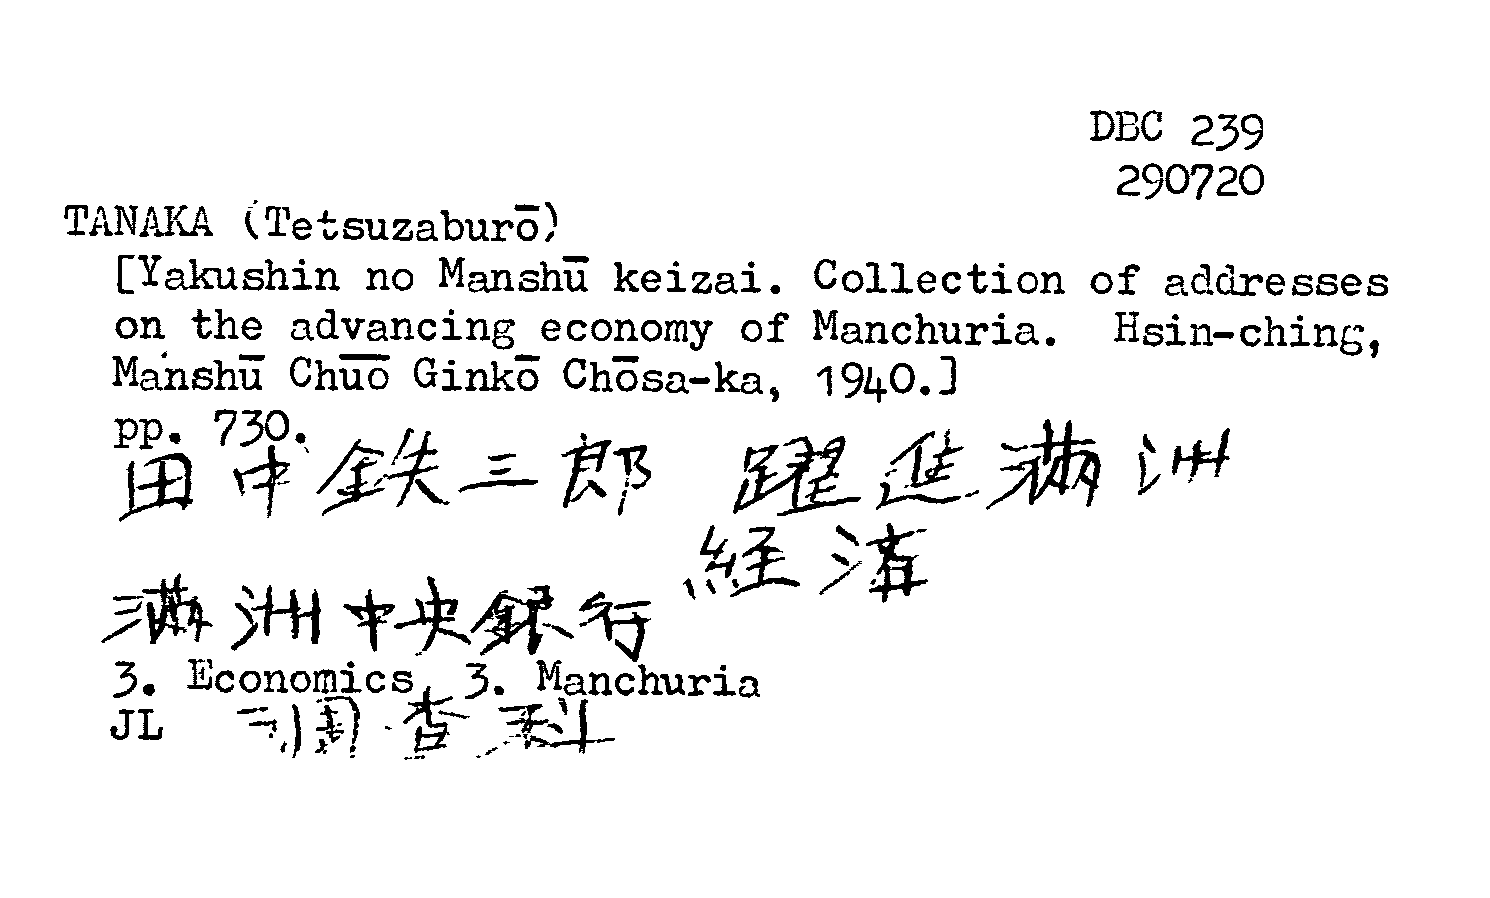 DBC 239
290720
TANAKA (Tetsuzaburō)
[Yakushin no Manshū keizai. Collection of addresses
on the advancing economy of Manchuria. Hsin-ching,
Manshū Chūō Ginkō Chōsa-ka, 1940.]
pp. 730.
田中鉄三郎 躍進満洲
経済
満洲中央銀行
3. Economics, 3. Manchuria
JL 調査科